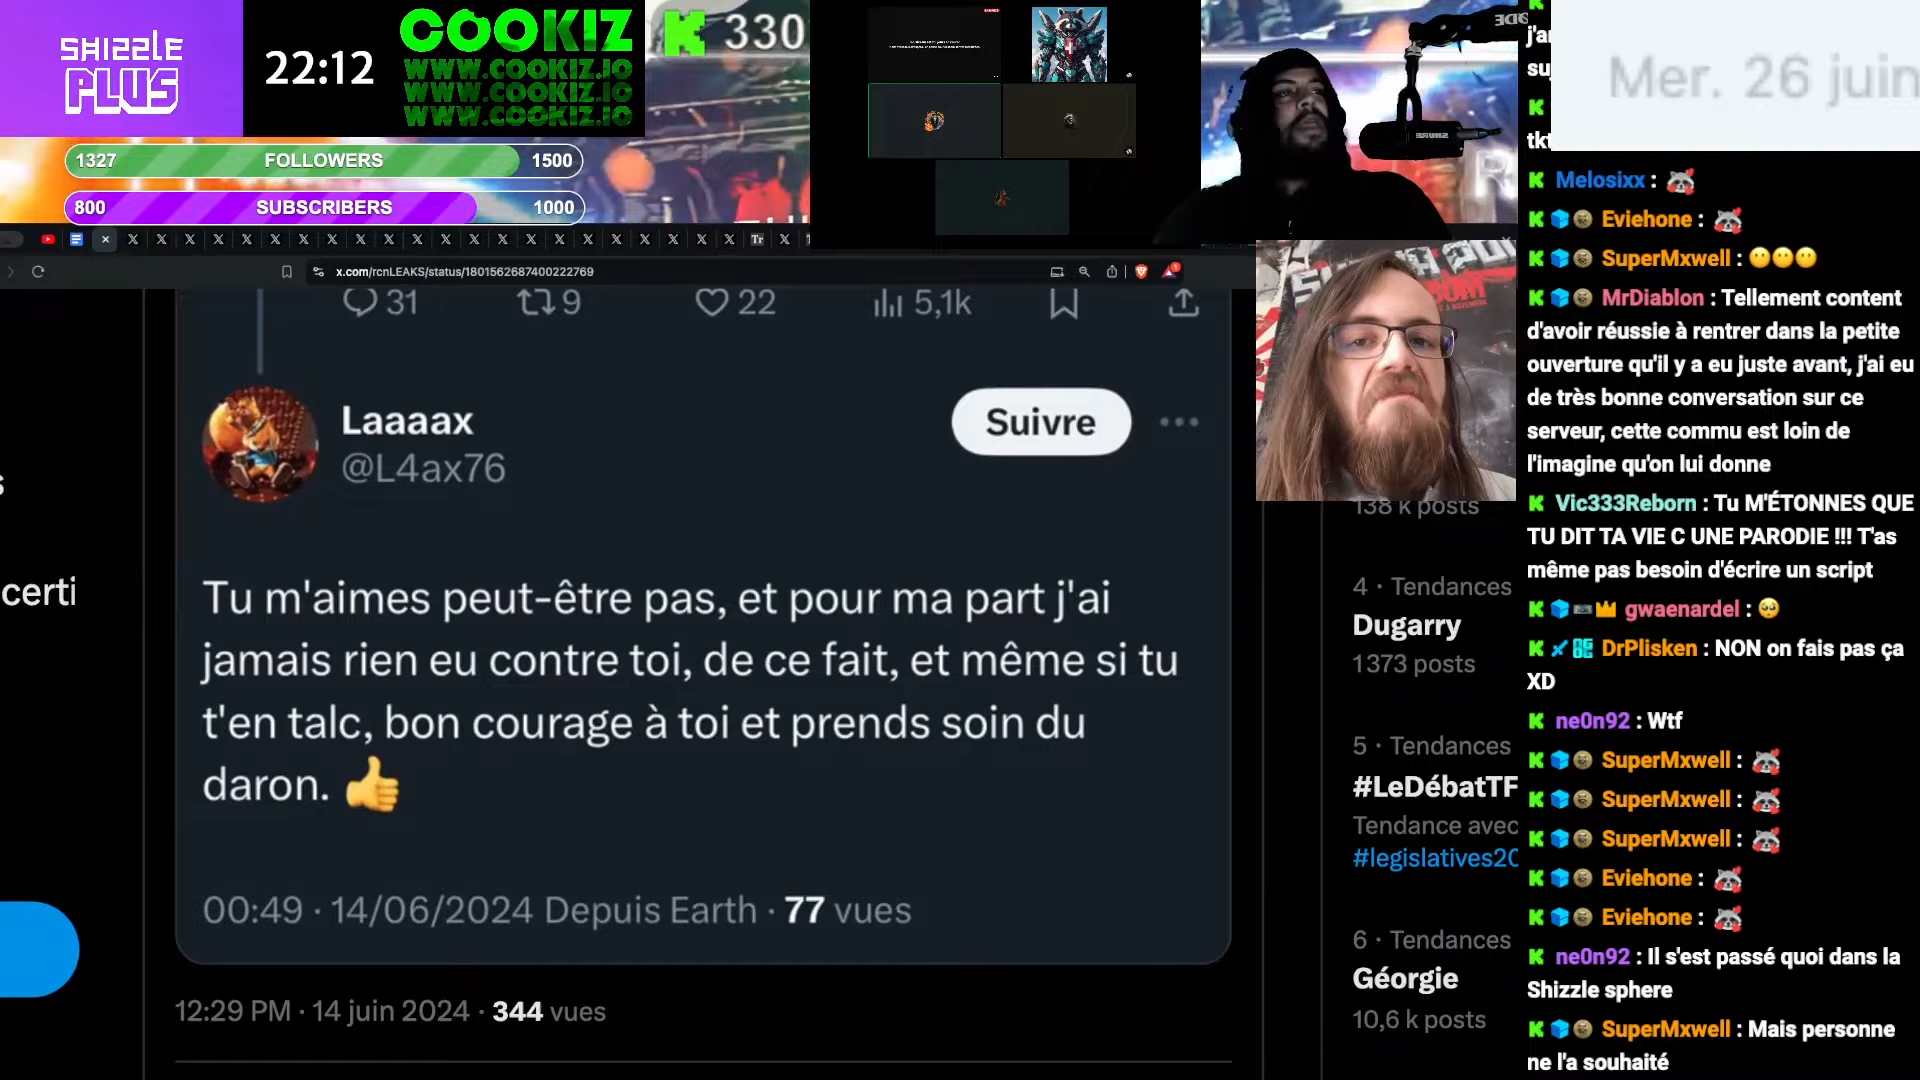 SHIZZLE
PLUS
22:12
COOKIZ
WWW.COOKIZ.IO
WWW.COOKIZ.IO
WWW.COOKIZ.IO
330
1327 FOLLOWERS 1500
800 SUBSCRIBERS 1000
x.com/rcnLEAKS/status/1801562687400222769
31 9 22 5,1k
Laaaax
@L4ax76
Suivre
Tu m'aimes peut-être pas, et pour ma part j'ai
jamais rien eu contre toi, de ce fait, et même si tu
t'en talc, bon courage à toi et prends soin du
daron. 👍
00:49 · 14/06/2024 Depuis Earth · 77 vues
12:29 PM · 14 juin 2024 · 344 vues
certi
138 k posts
4 · Tendances
Dugarry
1 373 posts
5 · Tendances
#LeDébatTF
Tendance avec
#legislatives20
6 · Tendances
Géorgie
10,6 k posts
Mer. 26 juin
j'ar
su
tkt
Melosixx :
Eviehone :
SuperMxwell : 😶😶😶
MrDiablon : Tellement content
d'avoir réussie à rentrer dans la petite
ouverture qu'il y a eu juste avant, j'ai eu
de très bonne conversation sur ce
serveur, cette commu est loin de
l'imagine qu'on lui donne
Vic333Reborn : Tu M'ÉTONNES QUE
TU DIT TA VIE C UNE PARODIE !!! T'as
même pas besoin d'écrire un script
gwaenardel : 🥺
DrPlisken : NON on fais pas ça
XD
ne0n92 : Wtf
SuperMxwell :
SuperMxwell :
SuperMxwell :
Eviehone :
Eviehone :
ne0n92 : Il s'est passé quoi dans la
Shizzle sphere
SuperMxwell : Mais personne
ne l'a souhaité